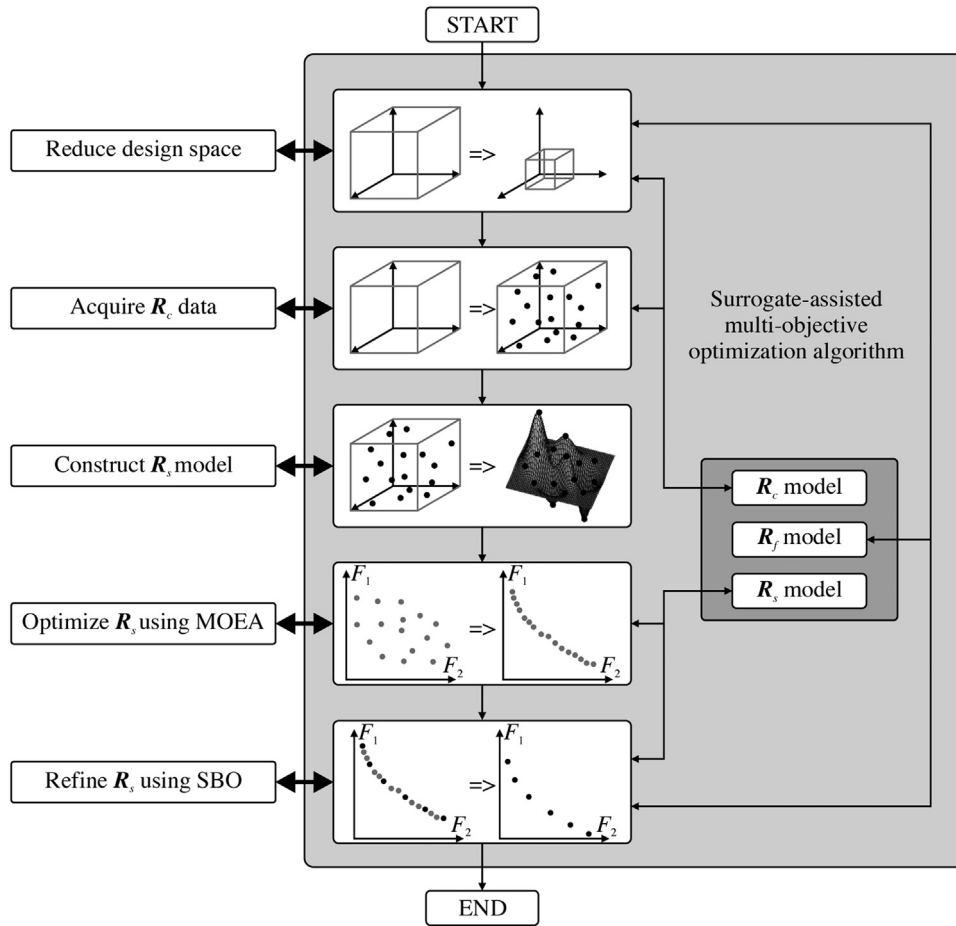 START
Reduce design space
=>
Acquire R_c data
=>
Surrogate-assisted
multi-objective
optimization algorithm
Construct R_s model
=>
R_c model
R_f model
R_s model
Optimize R_s using MOEA
F_1
F_2
=>
F_1
F_2
Refine R_s using SBO
F_1
F_2
=>
F_1
F_2
END